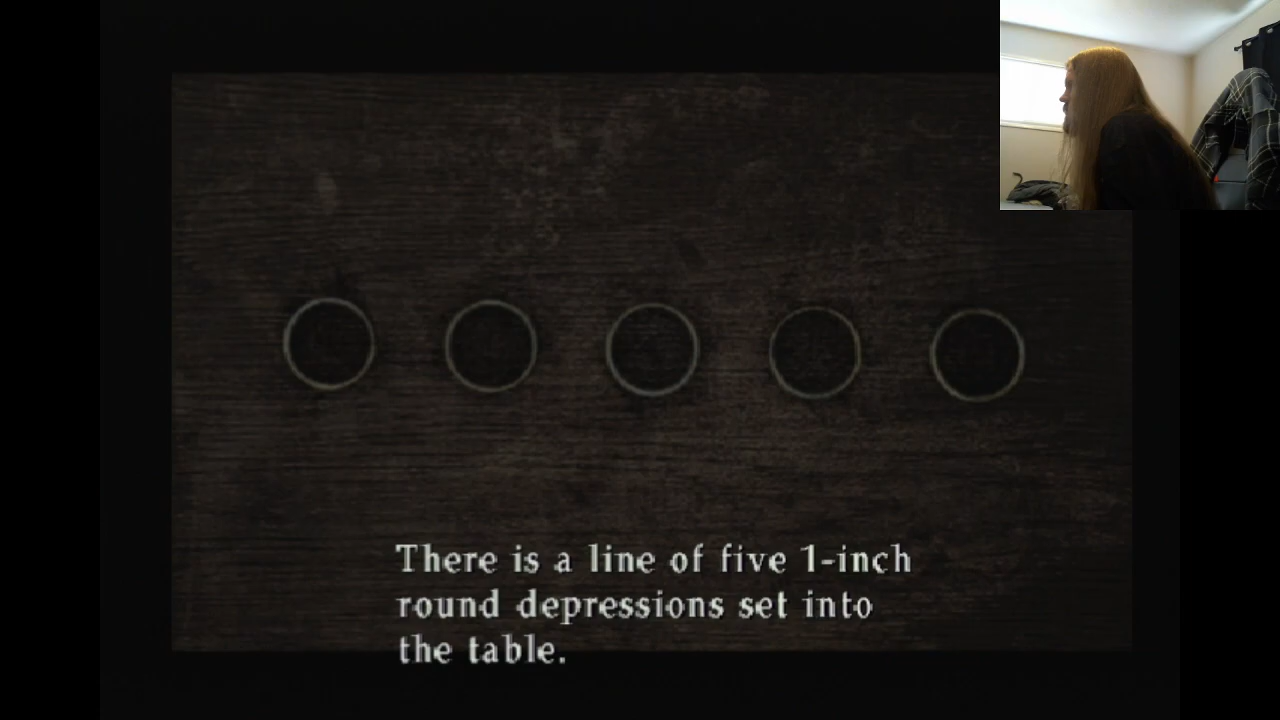 There is a line of five 1-inch
round depressions set into
the table.